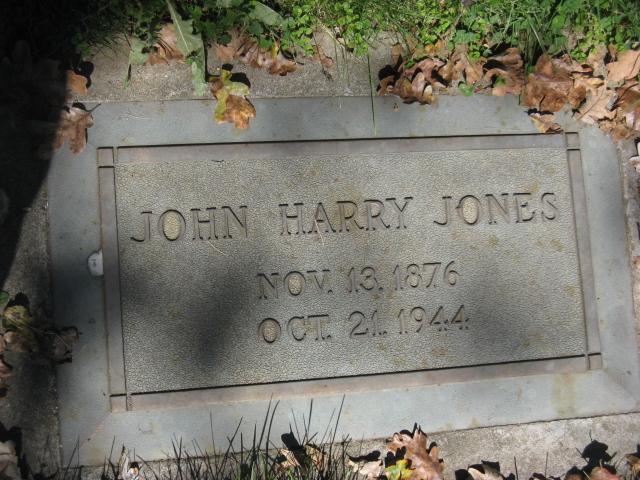 JOHN HARRY JONES
NOV. 13. 1876
OCT. 21. 1944